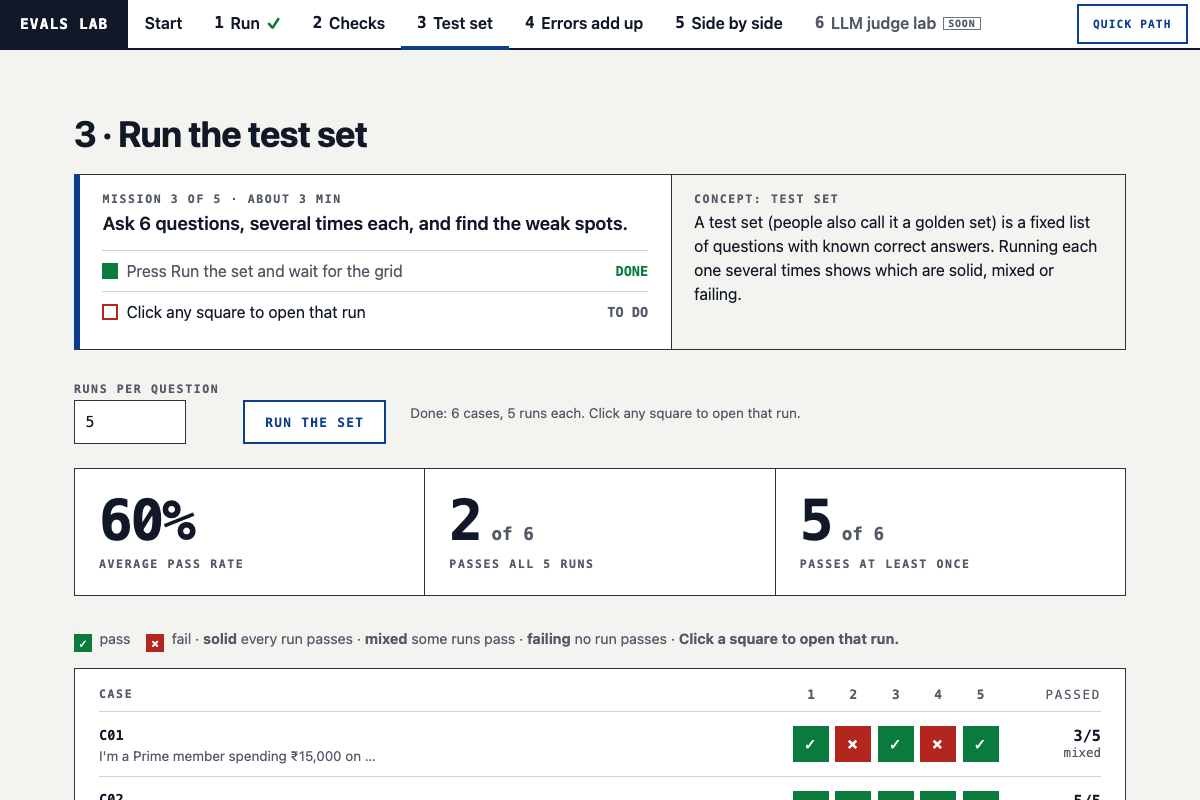 EVALS LAB Start 1 Run ✓ 2 Checks 3 Test set 4 Errors add up 5 Side by side 6 LLM judge lab SOON QUICK PATH
3 · Run the test set
MISSION 3 OF 5 · ABOUT 3 MIN
Ask 6 questions, several times each, and find the weak spots.
Press Run the set and wait for the grid DONE
Click any square to open that run TO DO
CONCEPT: TEST SET
A test set (people also call it a golden set) is a fixed list
of questions with known correct answers. Running each
one several times shows which are solid, mixed or
failing.
RUNS PER QUESTION
5 RUN THE SET Done: 6 cases, 5 runs each. Click any square to open that run.
60%
AVERAGE PASS RATE
2 of 6
PASSES ALL 5 RUNS
5 of 6
PASSES AT LEAST ONCE
✓ pass × fail · solid every run passes · mixed some runs pass · failing no run passes · Click a square to open that run.
CASE 1 2 3 4 5 PASSED
C01 ✓ × ✓ × ✓ 3/5
I'm a Prime member spending ₹15,000 on ... mixed
C02 5/5